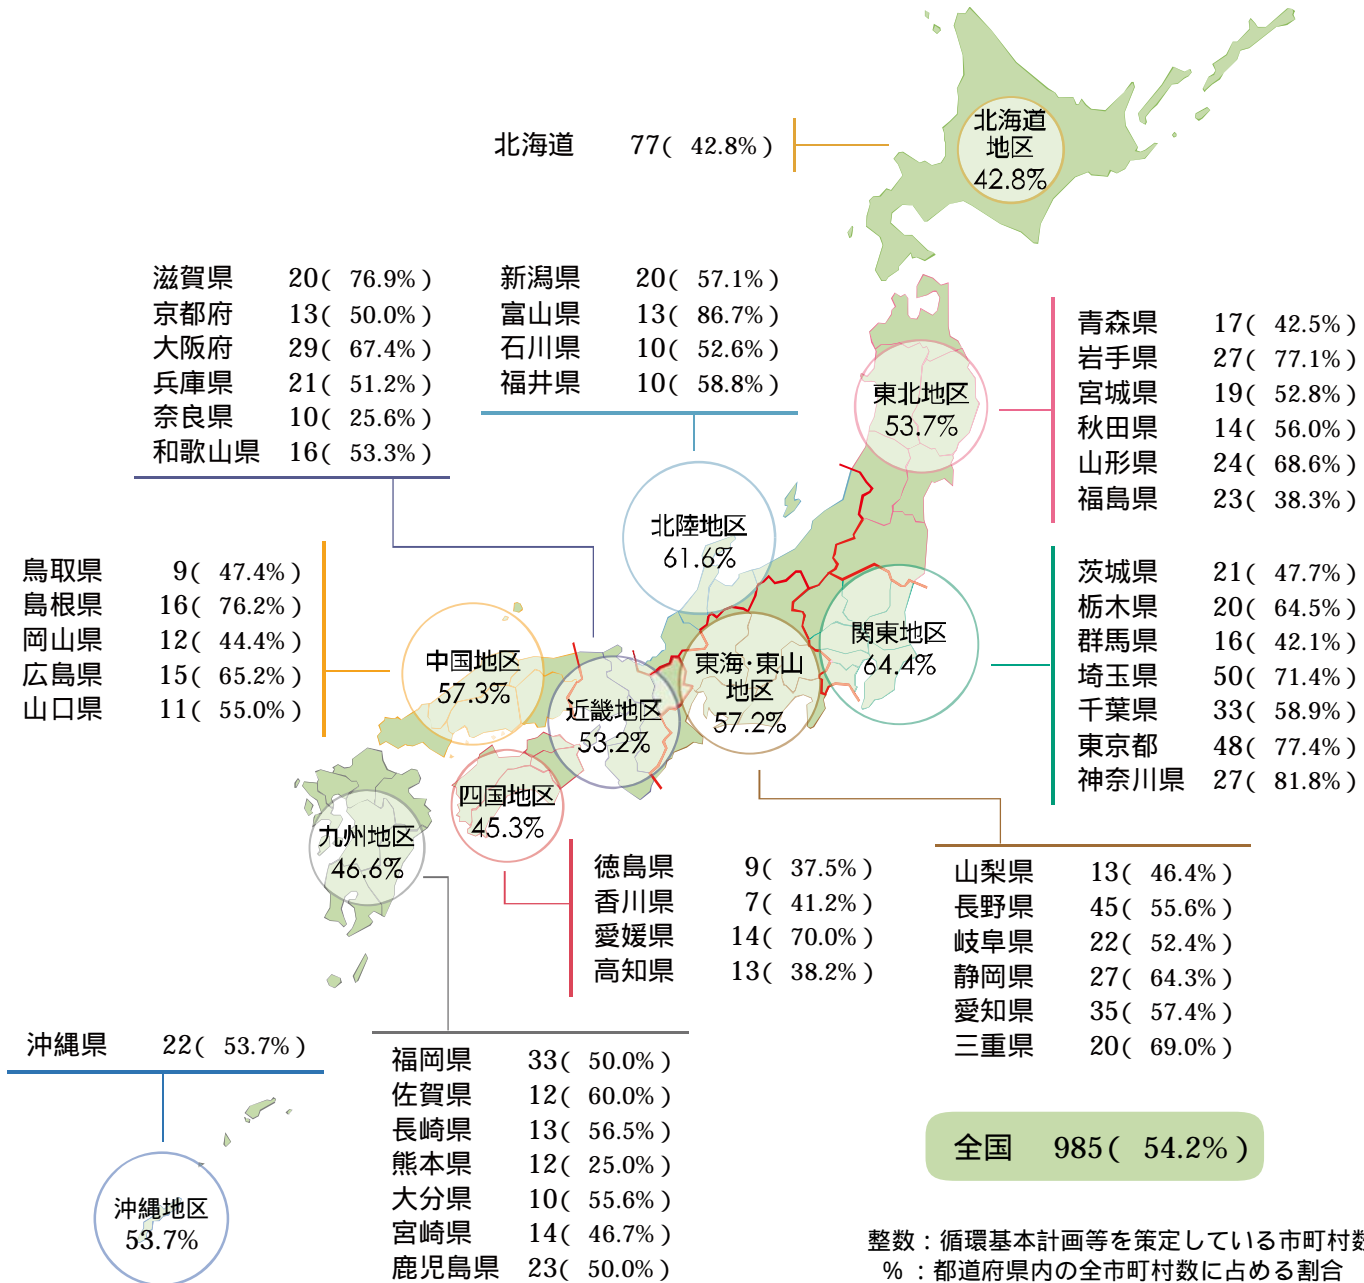 北海道 77( 42.8%)
北海道
地区
42.8%
滋賀県 20( 76.9%)
京都府 13( 50.0%)
大阪府 29( 67.4%)
兵庫県 21( 51.2%)
奈良県 10( 25.6%)
和歌山県 16( 53.3%)
新潟県 20( 57.1%)
富山県 13( 86.7%)
石川県 10( 52.6%)
福井県 10( 58.8%)
青森県 17( 42.5%)
岩手県 27( 77.1%)
宮城県 19( 52.8%)
秋田県 14( 56.0%)
山形県 24( 68.6%)
福島県 23( 38.3%)
東北地区
53.7%
北陸地区
61.6%
鳥取県 9( 47.4%)
島根県 16( 76.2%)
岡山県 12( 44.4%)
広島県 15( 65.2%)
山口県 11( 55.0%)
茨城県 21( 47.7%)
栃木県 20( 64.5%)
群馬県 16( 42.1%)
埼玉県 50( 71.4%)
千葉県 33( 58.9%)
東京都 48( 77.4%)
神奈川県 27( 81.8%)
関東地区
64.4%
中国地区
57.3%
近畿地区
53.2%
東海・東山
地区
57.2%
四国地区
45.3%
九州地区
46.6%
徳島県 9( 37.5%)
香川県 7( 41.2%)
愛媛県 14( 70.0%)
高知県 13( 38.2%)
山梨県 13( 46.4%)
長野県 45( 55.6%)
岐阜県 22( 52.4%)
静岡県 27( 64.3%)
愛知県 35( 57.4%)
三重県 20( 69.0%)
沖縄県 22( 53.7%)
福岡県 33( 50.0%)
佐賀県 12( 60.0%)
長崎県 13( 56.5%)
熊本県 12( 25.0%)
大分県 10( 55.6%)
宮崎県 14( 46.7%)
鹿児島県 23( 50.0%)
沖縄地区
53.7%
全国 985( 54.2%)
整数：循環基本計画等を策定している市町村数
%：都道府県内の全市町村数に占める割合